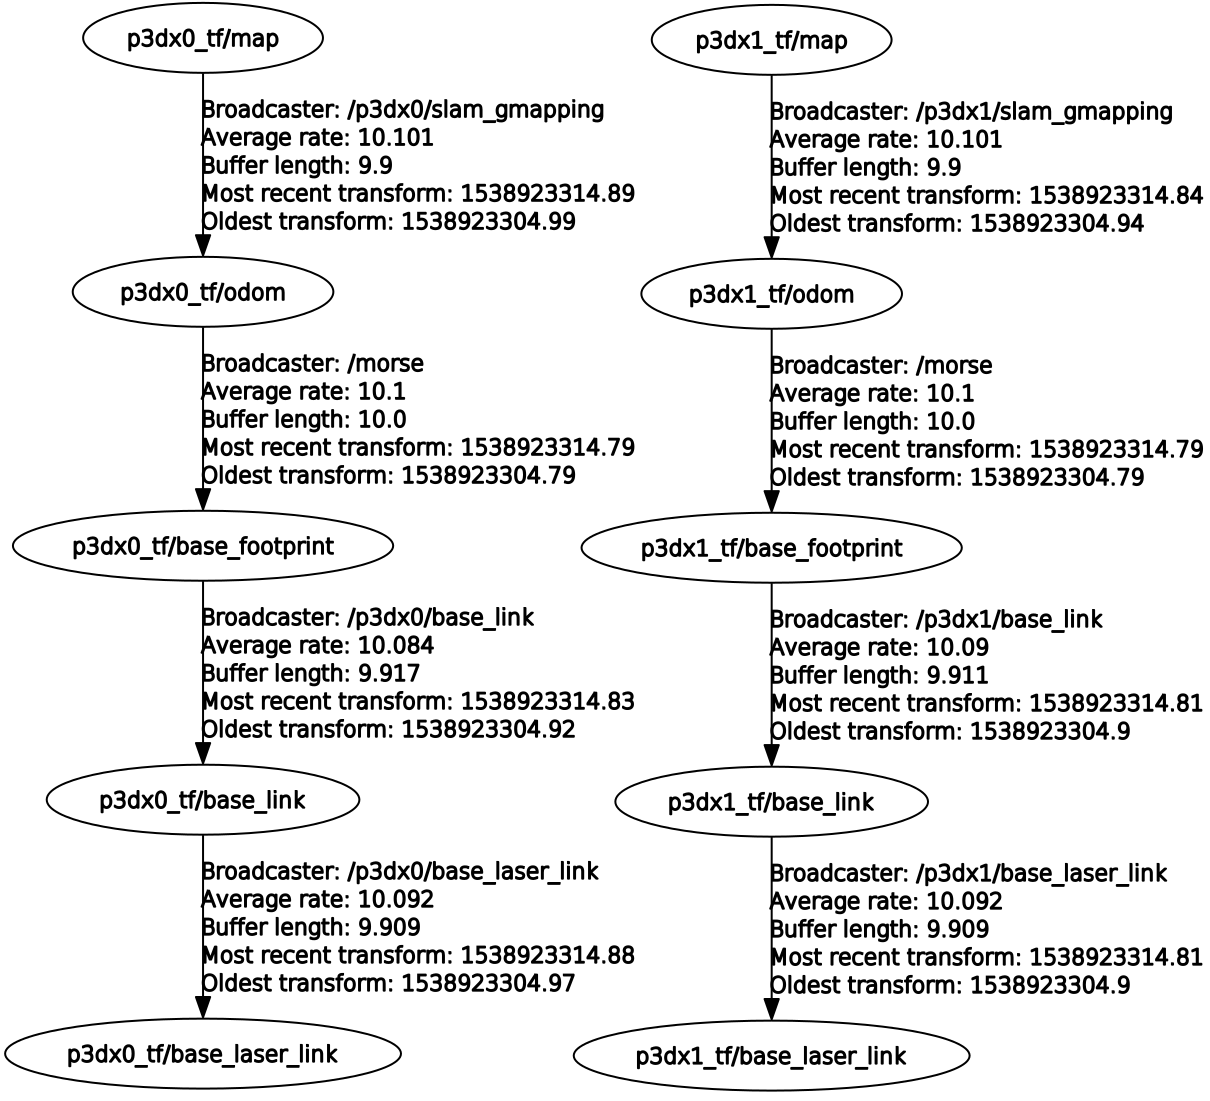 p3dx0_tf/map
Broadcaster: /p3dx0/slam_gmapping
Average rate: 10.101
Buffer length: 9.9
Most recent transform: 1538923314.89
Oldest transform: 1538923304.99
p3dx0_tf/odom
Broadcaster: /morse
Average rate: 10.1
Buffer length: 10.0
Most recent transform: 1538923314.79
Oldest transform: 1538923304.79
p3dx0_tf/base_footprint
Broadcaster: /p3dx0/base_link
Average rate: 10.084
Buffer length: 9.917
Most recent transform: 1538923314.83
Oldest transform: 1538923304.92
p3dx0_tf/base_link
Broadcaster: /p3dx0/base_laser_link
Average rate: 10.092
Buffer length: 9.909
Most recent transform: 1538923314.88
Oldest transform: 1538923304.97
p3dx0_tf/base_laser_link
p3dx1_tf/map
Broadcaster: /p3dx1/slam_gmapping
Average rate: 10.101
Buffer length: 9.9
Most recent transform: 1538923314.84
Oldest transform: 1538923304.94
p3dx1_tf/odom
Broadcaster: /morse
Average rate: 10.1
Buffer length: 10.0
Most recent transform: 1538923314.79
Oldest transform: 1538923304.79
p3dx1_tf/base_footprint
Broadcaster: /p3dx1/base_link
Average rate: 10.09
Buffer length: 9.911
Most recent transform: 1538923314.81
Oldest transform: 1538923304.9
p3dx1_tf/base_link
Broadcaster: /p3dx1/base_laser_link
Average rate: 10.092
Buffer length: 9.909
Most recent transform: 1538923314.81
Oldest transform: 1538923304.9
p3dx1_tf/base_laser_link